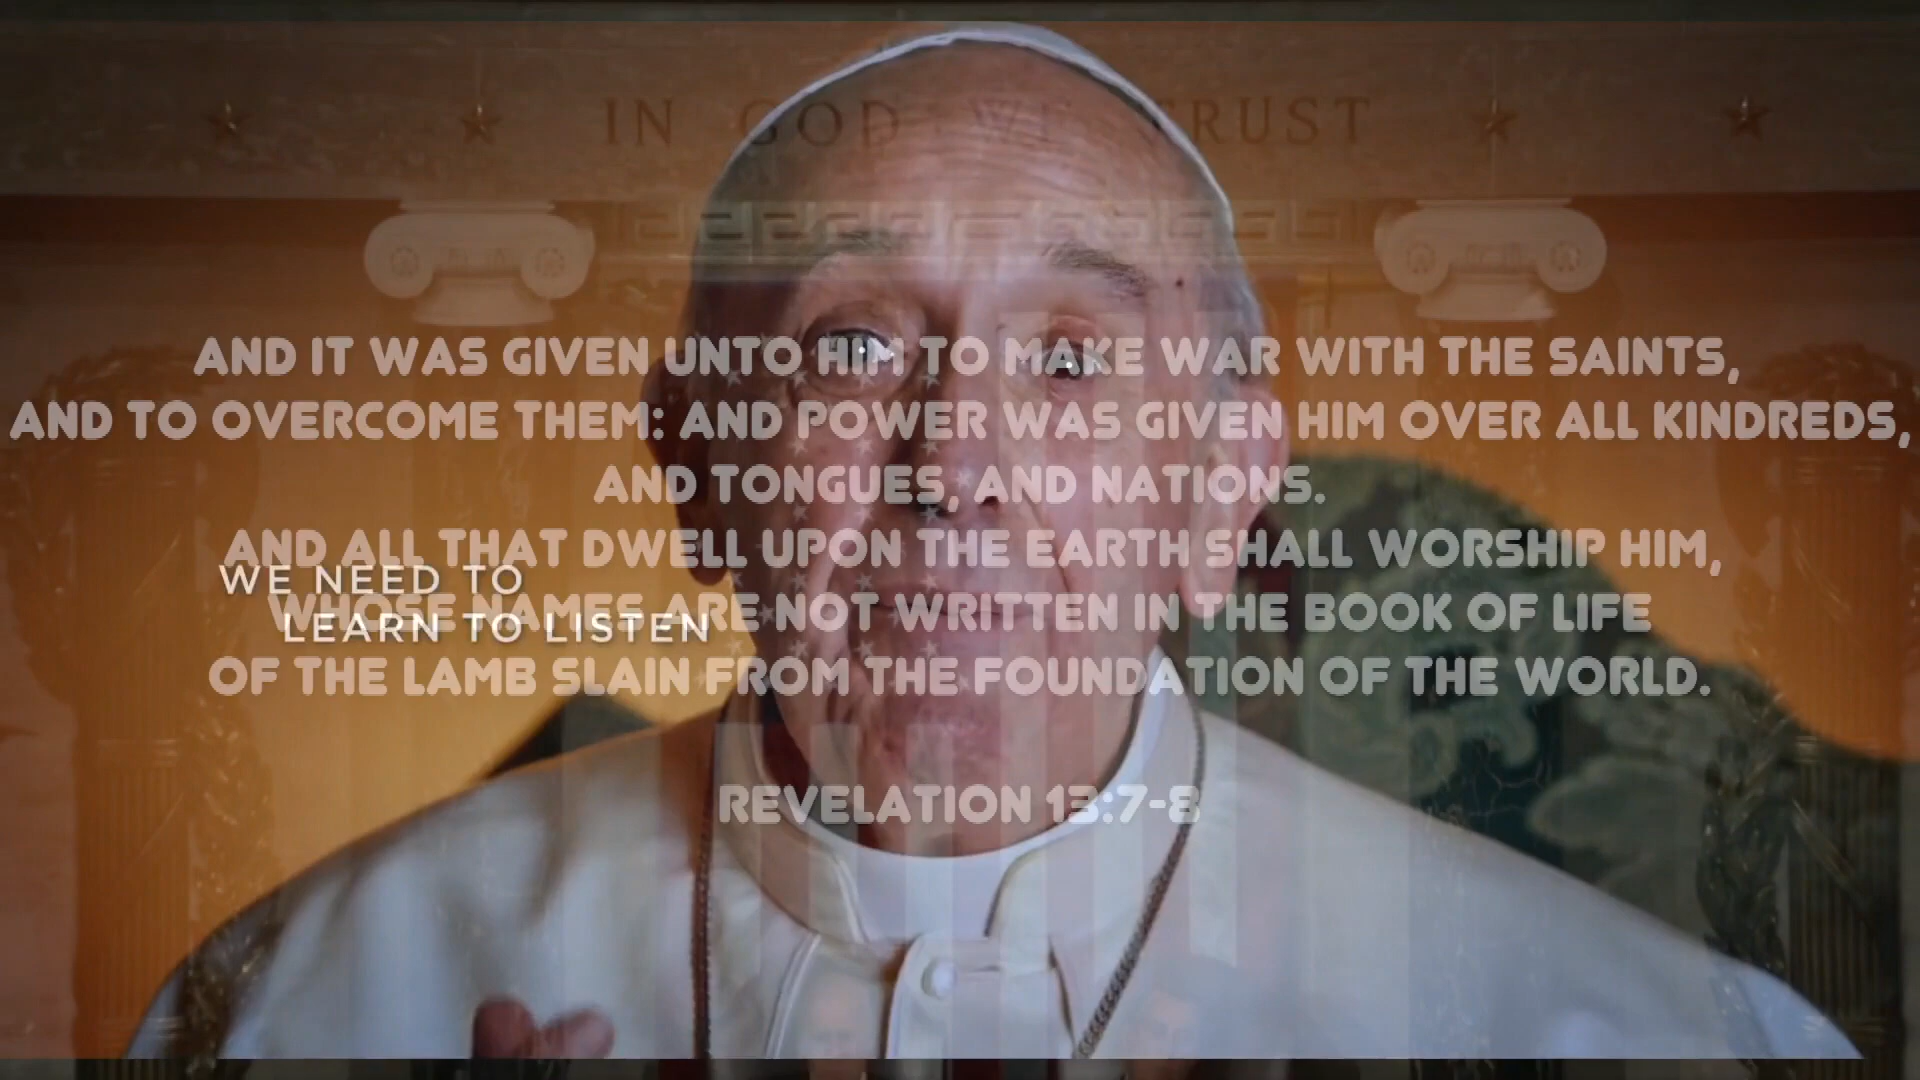 IN GOD WE TRUST
AND IT WAS GIVEN UNTO HIM TO MAKE WAR WITH THE SAINTS,
AND TO OVERCOME THEM: AND POWER WAS GIVEN HIM OVER ALL KINDREDS,
AND TONGUES, AND NATIONS.
AND ALL THAT DWELL UPON THE EARTH SHALL WORSHIP HIM,
WE NEED TO
WHOSE NAMES ARE NOT WRITTEN IN THE BOOK OF LIFE
LEARN TO LISTEN
OF THE LAMB SLAIN FROM THE FOUNDATION OF THE WORLD.
REVELATION 13:7-8